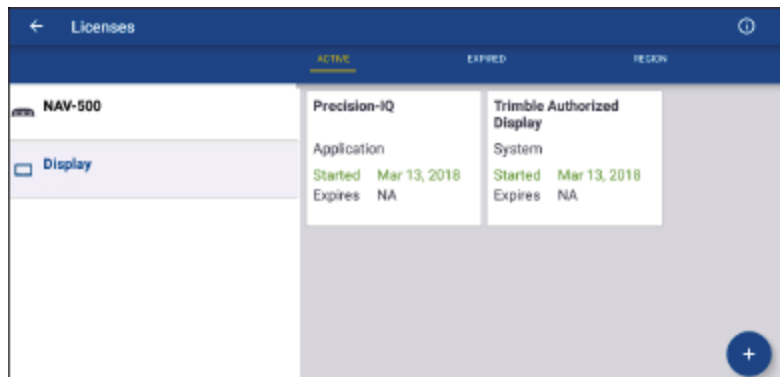 Licenses
ACTIVE EXPIRED REGION
NAV-500
Display
Precision-IQ
Application
Started Mar 13, 2018
Expires NA
Trimble Authorized
Display
System
Started Mar 13, 2018
Expires NA